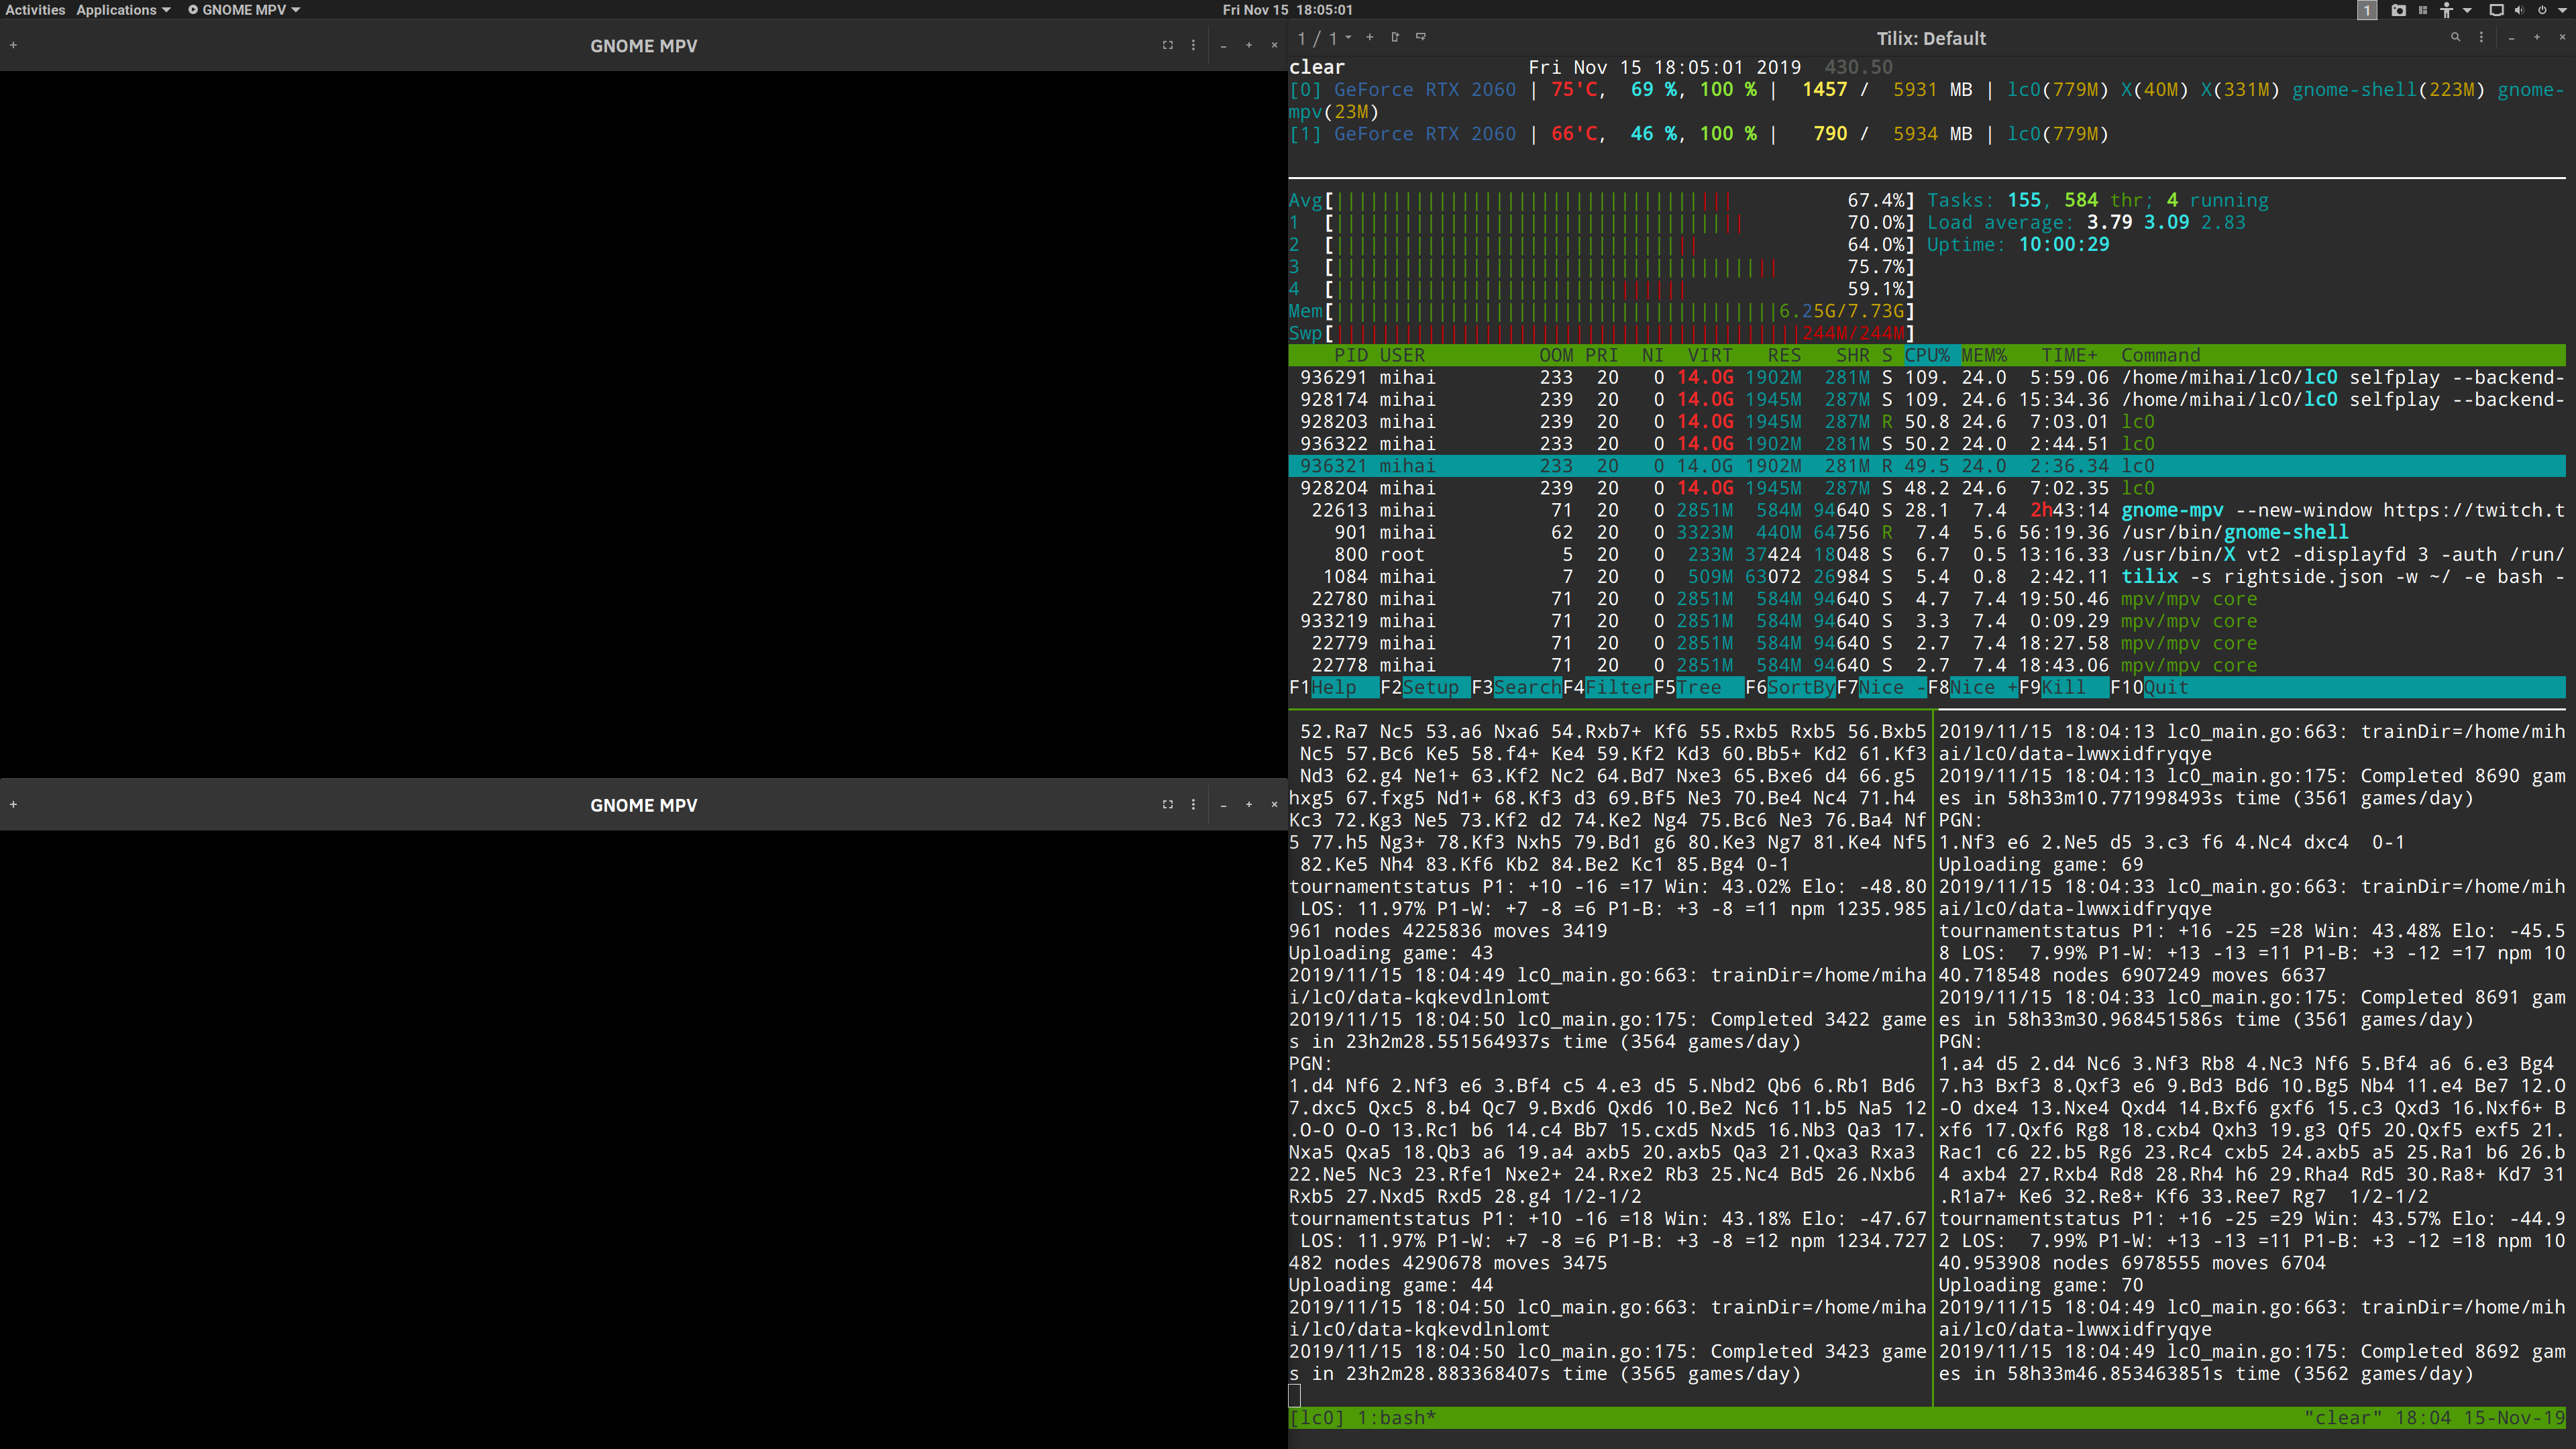 Activities Applications GNOME MPV Fri Nov 15 18:05:01 1
GNOME MPV
GNOME MPV
1 / 1 Tilix: Default
clear Fri Nov 15 18:05:01 2019 430.50
[0] GeForce RTX 2060 | 75'C, 69 %, 100 % | 1457 / 5931 MB | lc0(779M) X(40M) X(331M) gnome-shell(223M) gnome-
mpv(23M)
[1] GeForce RTX 2060 | 66'C, 46 %, 100 % | 790 / 5934 MB | lc0(779M)
Avg[ 67.4%] Tasks: 155, 584 thr; 4 running
1 [ 70.0%] Load average: 3.79 3.09 2.83
2 [ 64.0%] Uptime: 10:00:29
3 [ 75.7%]
4 [ 59.1%]
Mem[ 6.25G/7.73G]
Swp[ 244M/244M]
PID USER OOM PRI NI VIRT RES SHR S CPU% MEM% TIME+ Command
936291 mihai 233 20 0 14.0G 1902M 281M S 109. 24.0 5:59.06 /home/mihai/lc0/lc0 selfplay --backend-
928174 mihai 239 20 0 14.0G 1945M 287M S 109. 24.6 15:34.36 /home/mihai/lc0/lc0 selfplay --backend-
928203 mihai 239 20 0 14.0G 1945M 287M R 50.8 24.6 7:03.01 lc0
936322 mihai 233 20 0 14.0G 1902M 281M S 50.2 24.0 2:44.51 lc0
936321 mihai 233 20 0 14.0G 1902M 281M R 49.5 24.0 2:36.34 lc0
928204 mihai 239 20 0 14.0G 1945M 287M S 48.2 24.6 7:02.35 lc0
22613 mihai 71 20 0 2851M 584M 94640 S 28.1 7.4 2h43:14 gnome-mpv --new-window https://twitch.t
901 mihai 62 20 0 3323M 440M 64756 R 7.4 5.6 56:19.36 /usr/bin/gnome-shell
800 root 5 20 0 233M 37424 18048 S 6.7 0.5 13:16.33 /usr/bin/X vt2 -displayfd 3 -auth /run/
1084 mihai 7 20 0 509M 63072 26984 S 5.4 0.8 2:42.11 tilix -s rightside.json -w ~/ -e bash -
22780 mihai 71 20 0 2851M 584M 94640 S 4.7 7.4 19:50.46 mpv/mpv core
933219 mihai 71 20 0 2851M 584M 94640 S 3.3 7.4 0:09.29 mpv/mpv core
22779 mihai 71 20 0 2851M 584M 94640 S 2.7 7.4 18:27.58 mpv/mpv core
22778 mihai 71 20 0 2851M 584M 94640 S 2.7 7.4 18:43.06 mpv/mpv core
F1Help F2Setup F3SearchF4FilterF5Tree F6SortByF7Nice -F8Nice +F9Kill F10Quit
52.Ra7 Nc5 53.a6 Nxa6 54.Rxb7+ Kf6 55.Rxb5 Rxb5 56.Bxb5
Nc5 57.Bc6 Ke5 58.f4+ Ke4 59.Kf2 Kd3 60.Bb5+ Kd2 61.Kf3
Nd3 62.g4 Ne1+ 63.Kf2 Nc2 64.Bd7 Nxe3 65.Bxe6 d4 66.g5
hxg5 67.fxg5 Nd1+ 68.Kf3 d3 69.Bf5 Ne3 70.Be4 Nc4 71.h4
Kc3 72.Kg3 Ne5 73.Kf2 d2 74.Ke2 Ng4 75.Bc6 Ne3 76.Ba4 Nf
5 77.h5 Ng3+ 78.Kf3 Nxh5 79.Bd1 g6 80.Ke3 Ng7 81.Ke4 Nf5
82.Ke5 Nh4 83.Kf6 Kb2 84.Be2 Kc1 85.Bg4 0-1
tournamentstatus P1: +10 -16 =17 Win: 43.02% Elo: -48.80
LOS: 11.97% P1-W: +7 -8 =6 P1-B: +3 -8 =11 npm 1235.985
961 nodes 4225836 moves 3419
Uploading game: 43
2019/11/15 18:04:49 lc0_main.go:663: trainDir=/home/miha
i/lc0/data-kqkevdlnlomt
2019/11/15 18:04:50 lc0_main.go:175: Completed 3422 game
s in 23h2m28.551564937s time (3564 games/day)
PGN:
1.d4 Nf6 2.Nf3 e6 3.Bf4 c5 4.e3 d5 5.Nbd2 Qb6 6.Rb1 Bd6
7.dxc5 Qxc5 8.b4 Qc7 9.Bxd6 Qxd6 10.Be2 Nc6 11.b5 Na5 12
.O-O O-O 13.Rc1 b6 14.c4 Bb7 15.cxd5 Nxd5 16.Nb3 Qa3 17.
Nxa5 Qxa5 18.Qb3 a6 19.a4 axb5 20.axb5 Qa3 21.Qxa3 Rxa3
22.Ne5 Nc3 23.Rfe1 Nxe2+ 24.Rxe2 Rb3 25.Nc4 Bd5 26.Nxb6
Rxb5 27.Nxd5 Rxd5 28.g4 1/2-1/2
tournamentstatus P1: +10 -16 =18 Win: 43.18% Elo: -47.67
LOS: 11.97% P1-W: +7 -8 =6 P1-B: +3 -8 =12 npm 1234.727
482 nodes 4290678 moves 3475
Uploading game: 44
2019/11/15 18:04:50 lc0_main.go:663: trainDir=/home/miha
i/lc0/data-kqkevdlnlomt
2019/11/15 18:04:50 lc0_main.go:175: Completed 3423 game
s in 23h2m28.883368407s time (3565 games/day)
2019/11/15 18:04:13 lc0_main.go:663: trainDir=/home/mih
ai/lc0/data-lwwxidfryqye
2019/11/15 18:04:13 lc0_main.go:175: Completed 8690 gam
es in 58h33m10.771998493s time (3561 games/day)
PGN:
1.Nf3 e6 2.Ne5 d5 3.c3 f6 4.Nc4 dxc4 0-1
Uploading game: 69
2019/11/15 18:04:33 lc0_main.go:663: trainDir=/home/mih
ai/lc0/data-lwwxidfryqye
tournamentstatus P1: +16 -25 =28 Win: 43.48% Elo: -45.5
8 LOS: 7.99% P1-W: +13 -13 =11 P1-B: +3 -12 =17 npm 10
40.718548 nodes 6907249 moves 6637
2019/11/15 18:04:33 lc0_main.go:175: Completed 8691 gam
es in 58h33m30.968451586s time (3561 games/day)
PGN:
1.a4 d5 2.d4 Nc6 3.Nf3 Rb8 4.Nc3 Nf6 5.Bf4 a6 6.e3 Bg4
7.h3 Bxf3 8.Qxf3 e6 9.Bd3 Bd6 10.Bg5 Nb4 11.e4 Be7 12.O
-O dxe4 13.Nxe4 Qxd4 14.Bxf6 gxf6 15.c3 Qxd3 16.Nxf6+ B
xf6 17.Qxf6 Rg8 18.cxb4 Qxh3 19.g3 Qf5 20.Qxf5 exf5 21.
Rac1 c6 22.b5 Rg6 23.Rc4 cxb5 24.axb5 a5 25.Ra1 b6 26.b
4 axb4 27.Rxb4 Rd8 28.Rh4 h6 29.Rha4 Rd5 30.Ra8+ Kd7 31
.R1a7+ Ke6 32.Re8+ Kf6 33.Ree7 Rg7 1/2-1/2
tournamentstatus P1: +16 -25 =29 Win: 43.57% Elo: -44.9
2 LOS: 7.99% P1-W: +13 -13 =11 P1-B: +3 -12 =18 npm 10
40.953908 nodes 6978555 moves 6704
Uploading game: 70
2019/11/15 18:04:49 lc0_main.go:663: trainDir=/home/mih
ai/lc0/data-lwwxidfryqye
2019/11/15 18:04:49 lc0_main.go:175: Completed 8692 gam
es in 58h33m46.853463851s time (3562 games/day)
[lc0] 1:bash* "clear" 18:04 15-Nov-19